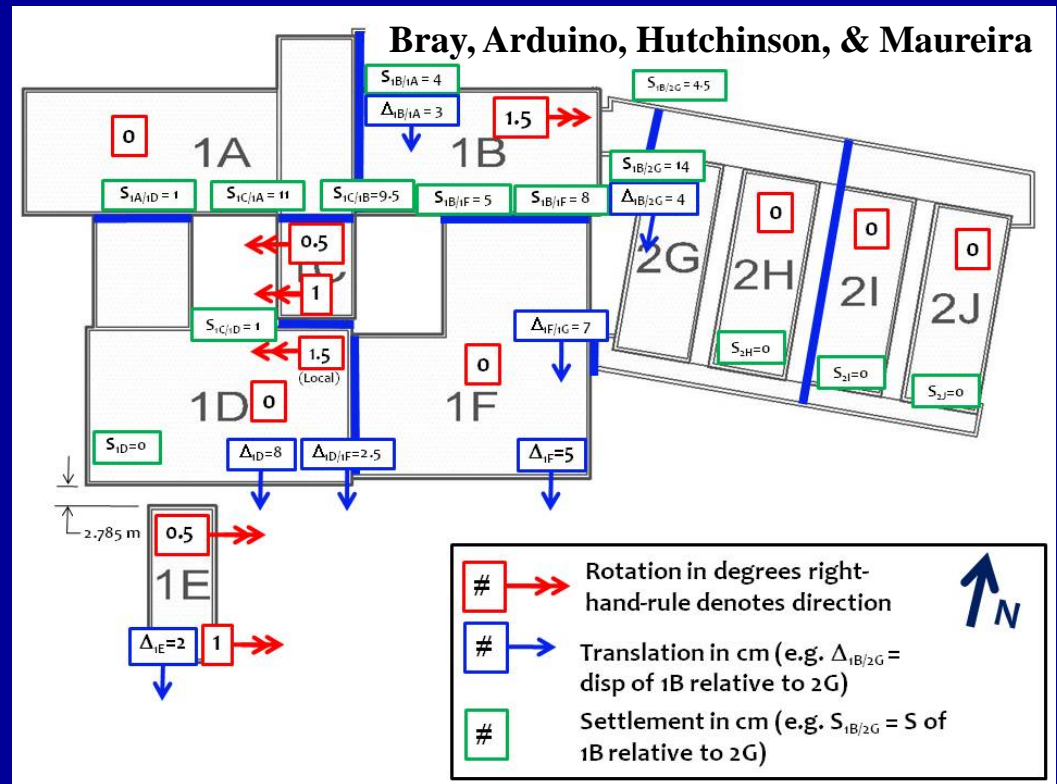 Bray, Arduino, Hutchinson, & Maureira
S1B/1A = 4
S1B/2G = 4.5
Δ1B/1A = 3
1.5
0
1A
1B
S1B/2G = 14
S1A/1D = 1
S1C/1A = 11
S1C/1B=9.5
S1B/1F = 5
S1B/1F = 8
Δ1B/2G = 4
0
0
0
0.5
2G
2H
2I
2J
1
S1C/1D = 1
Δ1F/1G = 7
1.5
(Local)
S2H=0
S2I=0
S2J=0
0
1D
0
1F
S1D=0
Δ1D=8
Δ1D/1F=2.5
Δ1F=5
2.785 m
0.5
1E
Δ1E=2
1
# Rotation in degrees right-
hand-rule denotes direction
N
# Translation in cm (e.g. Δ1B/2G =
disp of 1B relative to 2G)
# Settlement in cm (e.g. S1B/2G = S of
1B relative to 2G)